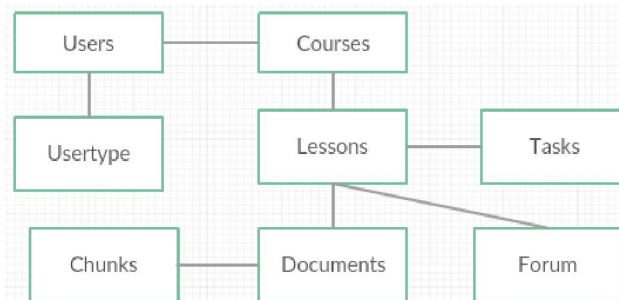 Users
Courses
Usertype
Lessons
Tasks
Chunks
Documents
Forum